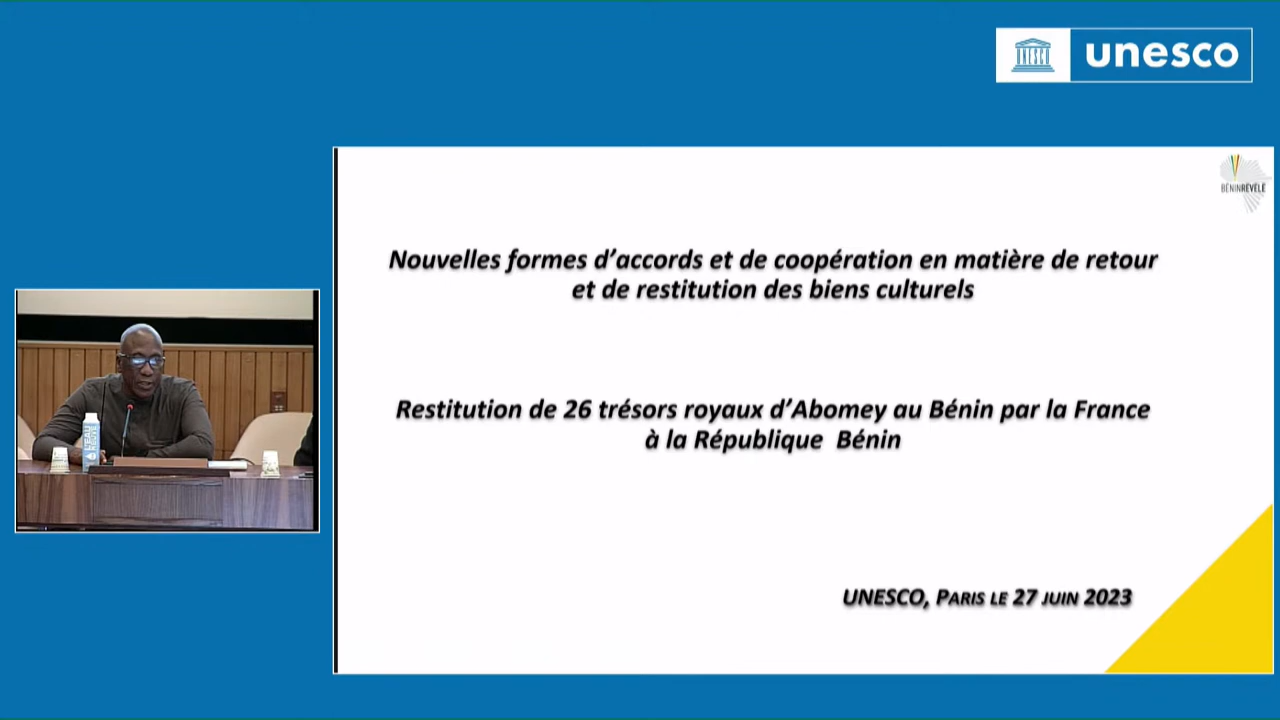 unesco
BÉNINRÉVÉLÉ
Nouvelles formes d’accords et de coopération en matière de retour
et de restitution des biens culturels
Restitution de 26 trésors royaux d’Abomey au Bénin par la France
à la République Bénin
UNESCO, PARIS LE 27 JUIN 2023
L'EAU